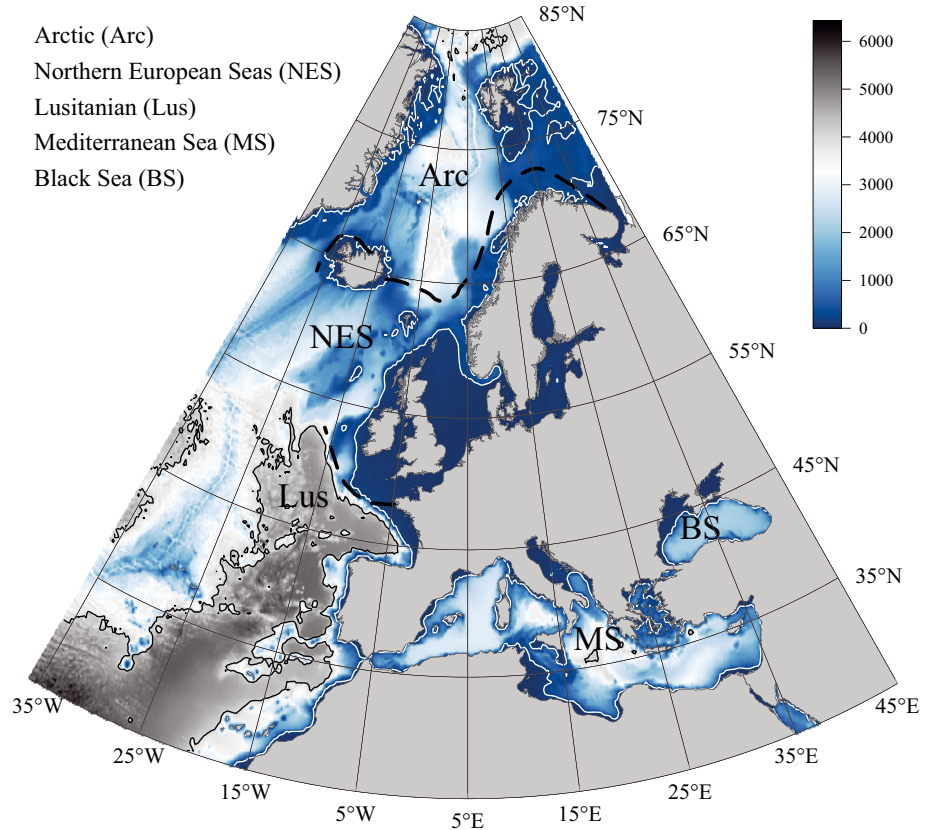 Arctic (Arc)
Northern European Seas (NES)
Lusitanian (Lus)
Mediterranean Sea (MS)
Black Sea (BS)
85°N
75°N
65°N
55°N
45°N
35°N
6000
5000
4000
3000
2000
1000
0
Arc
NES
Lus
BS
MS
35°W
25°W
15°W
5°W
5°E
15°E
25°E
35°E
45°E